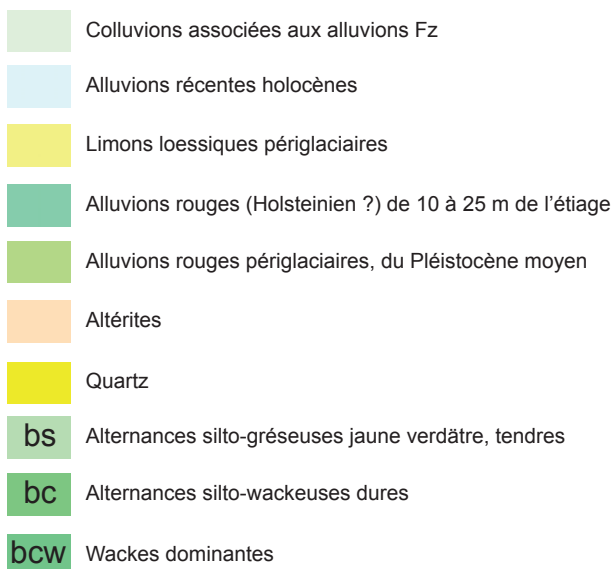 Colluvions associées aux alluvions Fz
Alluvions récentes holocènes
Limons loessiques périglaciaires
Alluvions rouges (Holsteinien ?) de 10 à 25 m de l'étiage
Alluvions rouges périglaciaires, du Pléistocène moyen
Altérites
Quartz
bs Alternances silto-gréseuses jaune verdätre, tendres
bc Alternances silto-wackeuses dures
bcw Wackes dominantes